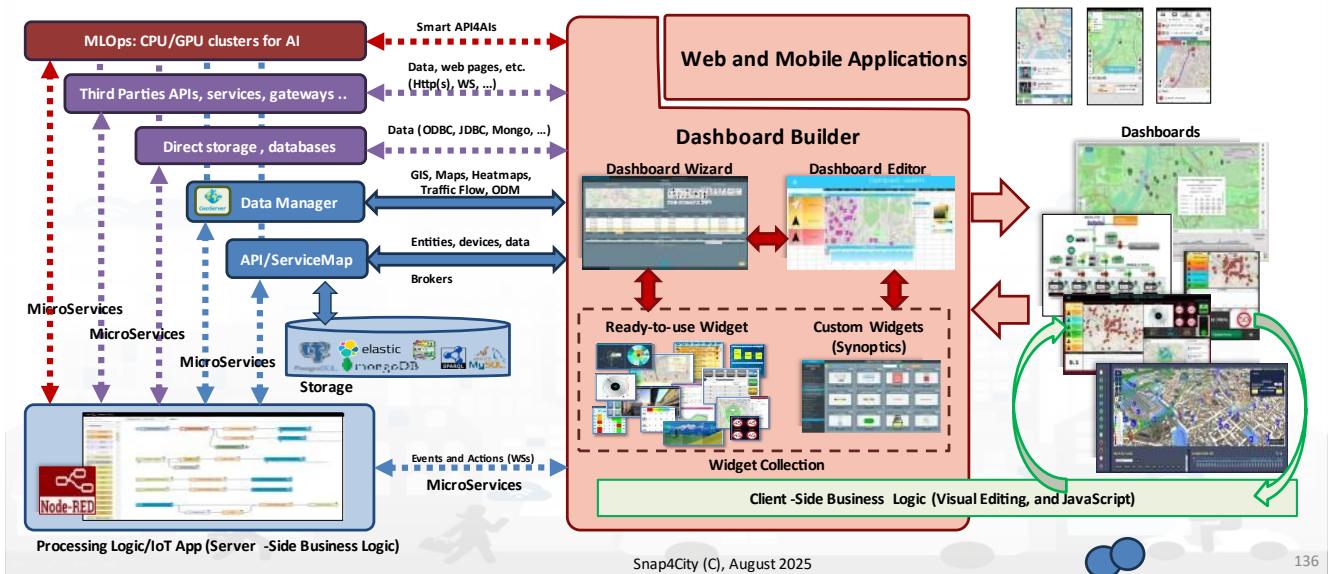 MLOps: CPU/GPU clusters for AI
Smart API4AIs
Third Parties APIs, services, gateways ..
Data, web pages, etc.
(Http(s), WS, ...)
Direct storage , databases
Data (ODBC, JDBC, Mongo, ...)
GeoServer
Data Manager
GIS, Maps, Heatmaps,
Traffic Flow, ODM
API/ServiceMap
Entities, devices, data
Brokers
MicroServices
MicroServices
MicroServices
PostgreSQL
elastic
mongoDB
SPARQL
MySQL
Storage
Node-RED
Events and Actions (WSs)
MicroServices
Processing Logic/IoT App (Server -Side Business Logic)
Web and Mobile Applications
Dashboard Builder
Dashboard Wizard
Dashboard Editor
Ready-to-use Widget
Custom Widgets
(Synoptics)
Widget Collection
Client -Side Business Logic (Visual Editing, and JavaScript)
Dashboards
Snap4City (C), August 2025
136